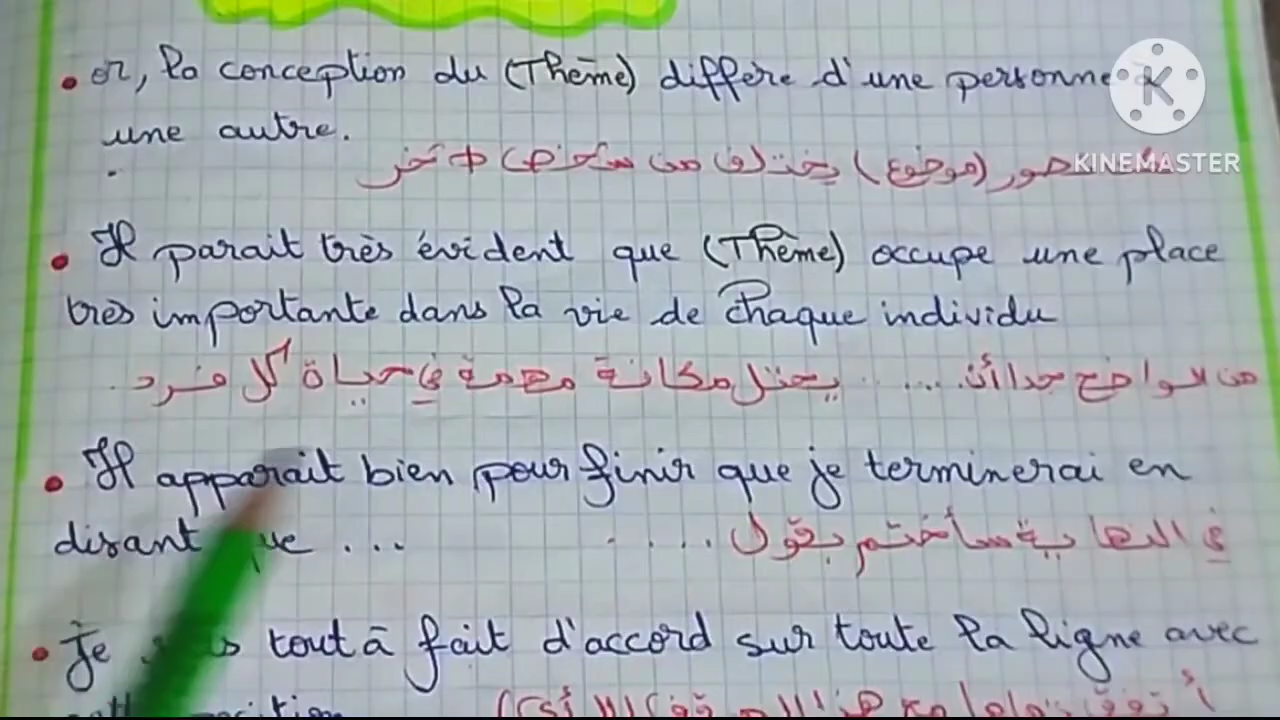 • or, la conception du (Thème) diffère d'une personne à
une autre.
تصور (موضوع) يختلف من شخص لآخر
KINEMASTER
• Il parait très évident que (Thème) occupe une place
très importante dans la vie de chaque individu
من الواضح جدا أن ..... يحتل مكانة مهمة في حياة كل فرد.
• Il apparait bien pour finir que je terminerai en
disant que ...
في النهاية سأختم بقول ....
• Je suis tout à fait d'accord sur toute la ligne avec